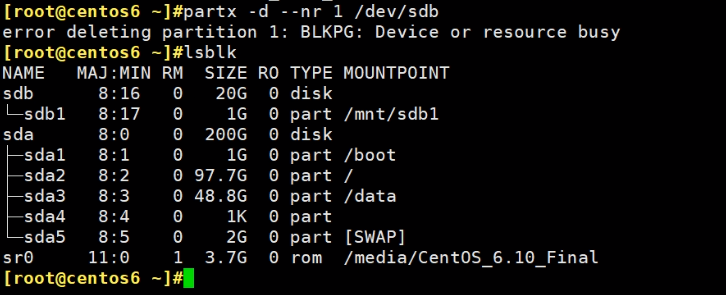 [root@centos6 ~]#partx -d --nr 1 /dev/sdb
error deleting partition 1: BLKPG: Device or resource busy
[root@centos6 ~]#lsblk
NAME   MAJ:MIN RM  SIZE RO TYPE MOUNTPOINT
sdb      8:16   0   20G  0 disk
└─sdb1   8:17   0    1G  0 part /mnt/sdb1
sda      8:0    0  200G  0 disk
├─sda1   8:1    0    1G  0 part /boot
├─sda2   8:2    0 97.7G  0 part /
├─sda3   8:3    0 48.8G  0 part /data
├─sda4   8:4    0    1K  0 part
└─sda5   8:5    0    2G  0 part [SWAP]
sr0     11:0    1  3.7G  0 rom  /media/CentOS_6.10_Final
[root@centos6 ~]#